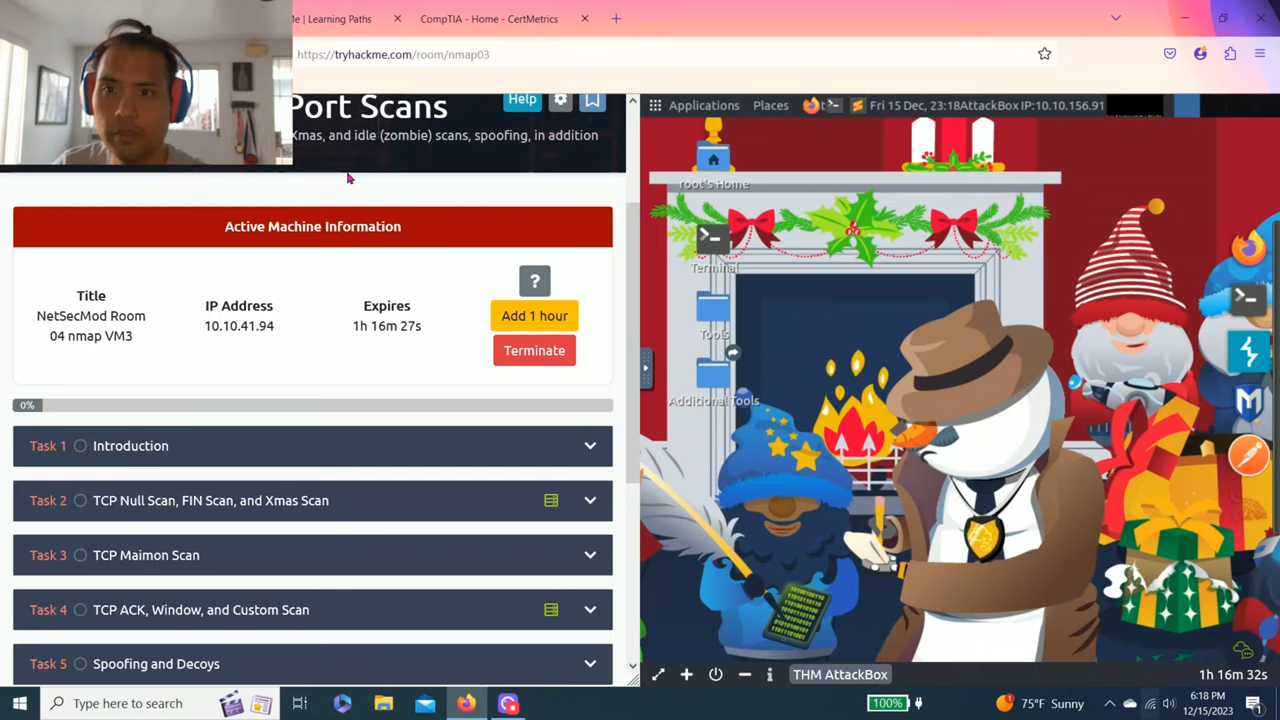 Me | Learning Paths
CompTIA - Home - CertMetrics
https://tryhackme.com/room/nmap03
Port Scans
Help
Xmas, and idle (zombie) scans, spoofing, in addition
Applications Places Fri 15 Dec, 23:18 AttackBox IP:10.10.156.91
root's Home
Terminal
Tools
Additional Tools
Active Machine Information
Title
NetSecMod Room
04 nmap VM3
IP Address
10.10.41.94
Expires
1h 16m 27s
?
Add 1 hour
Terminate
0%
Task 1 Introduction
Task 2 TCP Null Scan, FIN Scan, and Xmas Scan
Task 3 TCP Maimon Scan
Task 4 TCP ACK, Window, and Custom Scan
Task 5 Spoofing and Decoys
THM AttackBox
1h 16m 32s
Type here to search
100%
75°F Sunny
6:18 PM
12/15/2023